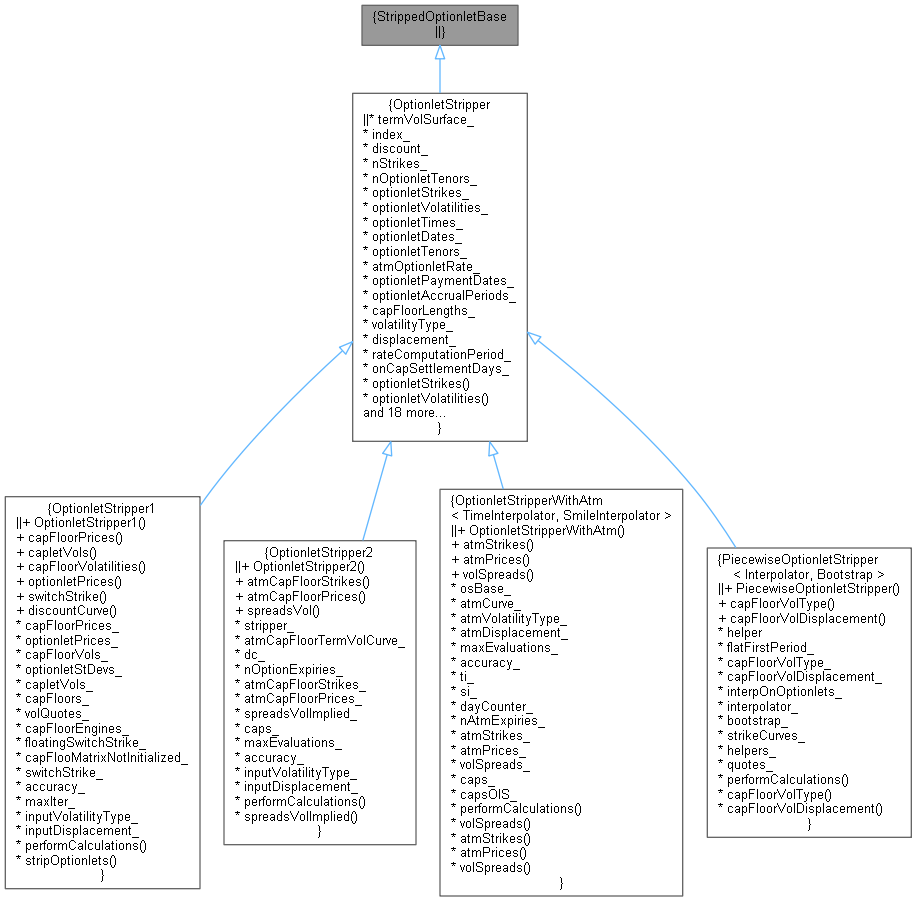 {StrippedOptionletBase
||}
{OptionletStripper
||* termVolSurface_
* index_
* discount_
* nStrikes_
* nOptionletTenors_
* optionletStrikes_
* optionletVolatilities_
* optionletTimes_
* optionletDates_
* optionletTenors_
* atmOptionletRate_
* optionletPaymentDates_
* optionletAccrualPeriods_
* capFloorLengths_
* volatilityType_
* displacement_
* rateComputationPeriod_
* onCapSettlementDays_
* optionletStrikes()
* optionletVolatilities()
and 18 more...
}
{OptionletStripper1
||+ OptionletStripper1()
+ capFloorPrices()
+ capletVols()
+ capFloorVolatilities()
+ optionletPrices()
+ switchStrike()
+ discountCurve()
* capFloorPrices_
* optionletPrices_
* capFloorVols_
* optionletStDevs_
* capletVols_
* capFloors_
* volQuotes_
* capFloorEngines_
* floatingSwitchStrike_
* capFlooMatrixNotInitialized_
* switchStrike_
* accuracy_
* maxIter_
* inputVolatilityType_
* inputDisplacement_
* performCalculations()
* stripOptionlets()
}
{OptionletStripper2
||+ OptionletStripper2()
+ atmCapFloorStrikes()
+ atmCapFloorPrices()
+ spreadsVol()
* stripper_
* atmCapFloorTermVolCurve_
* dc_
* nOptionExpiries_
* atmCapFloorStrikes_
* atmCapFloorPrices_
* spreadsVolImplied_
* caps_
* maxEvaluations_
* accuracy_
* inputVolatilityType_
* inputDisplacement_
* performCalculations()
* spreadsVolImplied()
}
{OptionletStripperWithAtm
< TimeInterpolator, SmileInterpolator >
||+ OptionletStripperWithAtm()
+ atmStrikes()
+ atmPrices()
+ volSpreads()
* osBase_
* atmCurve_
* atmVolatilityType_
* atmDisplacement_
* maxEvaluations_
* accuracy_
* ti_
* si_
* dayCounter_
* nAtmExpiries_
* atmStrikes_
* atmPrices_
* volSpreads_
* caps_
* capsOIS_
* performCalculations()
* volSpreads()
* atmStrikes()
* atmPrices()
* volSpreads()
}
{PiecewiseOptionletStripper
< Interpolator, Bootstrap >
||+ PiecewiseOptionletStripper()
+ capFloorVolType()
+ capFloorVolDisplacement()
* helper
* flatFirstPeriod_
* capFloorVolType_
* capFloorVolDisplacement_
* interpOnOptionlets_
* interpolator_
* bootstrap_
* strikeCurves_
* helpers_
* quotes_
* performCalculations()
* capFloorVolType()
* capFloorVolDisplacement()
}